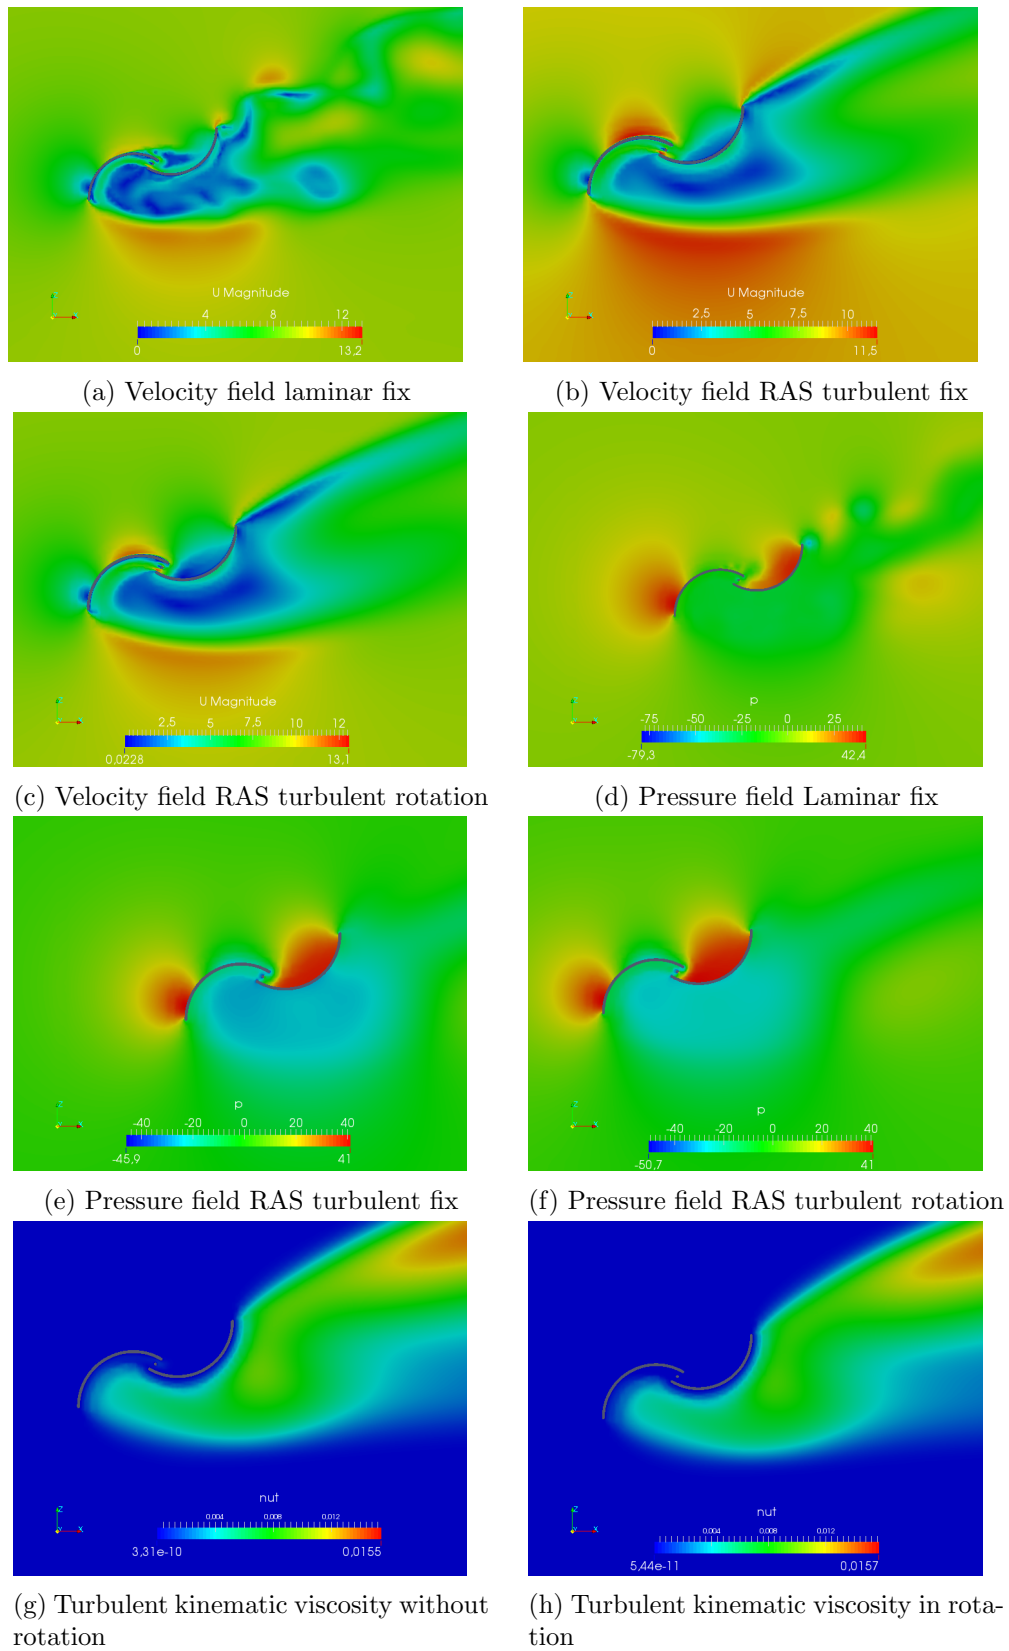 U Magnitude
4 8 12
0 13,2
U Magnitude
2,5 5 7,5 10
0 11,5
(a) Velocity field laminar fix
(b) Velocity field RAS turbulent fix
U Magnitude
2,5 5 7,5 10 12
0,0228 13,1
p
-75 -50 -25 0 25
-79,3 42,4
(c) Velocity field RAS turbulent rotation
(d) Pressure field Laminar fix
p
-40 -20 0 20 40
-45,9 41
p
-40 -20 0 20 40
-50,7 41
(e) Pressure field RAS turbulent fix
(f) Pressure field RAS turbulent rotation
Z
Y X
nut
0,004 0,008 0,012
3,31e-10 0,0155
Z
Y X
nut
0,004 0,008 0,012
5,44e-11 0,0157
(g) Turbulent kinematic viscosity without
rotation
(h) Turbulent kinematic viscosity in rota-
tion